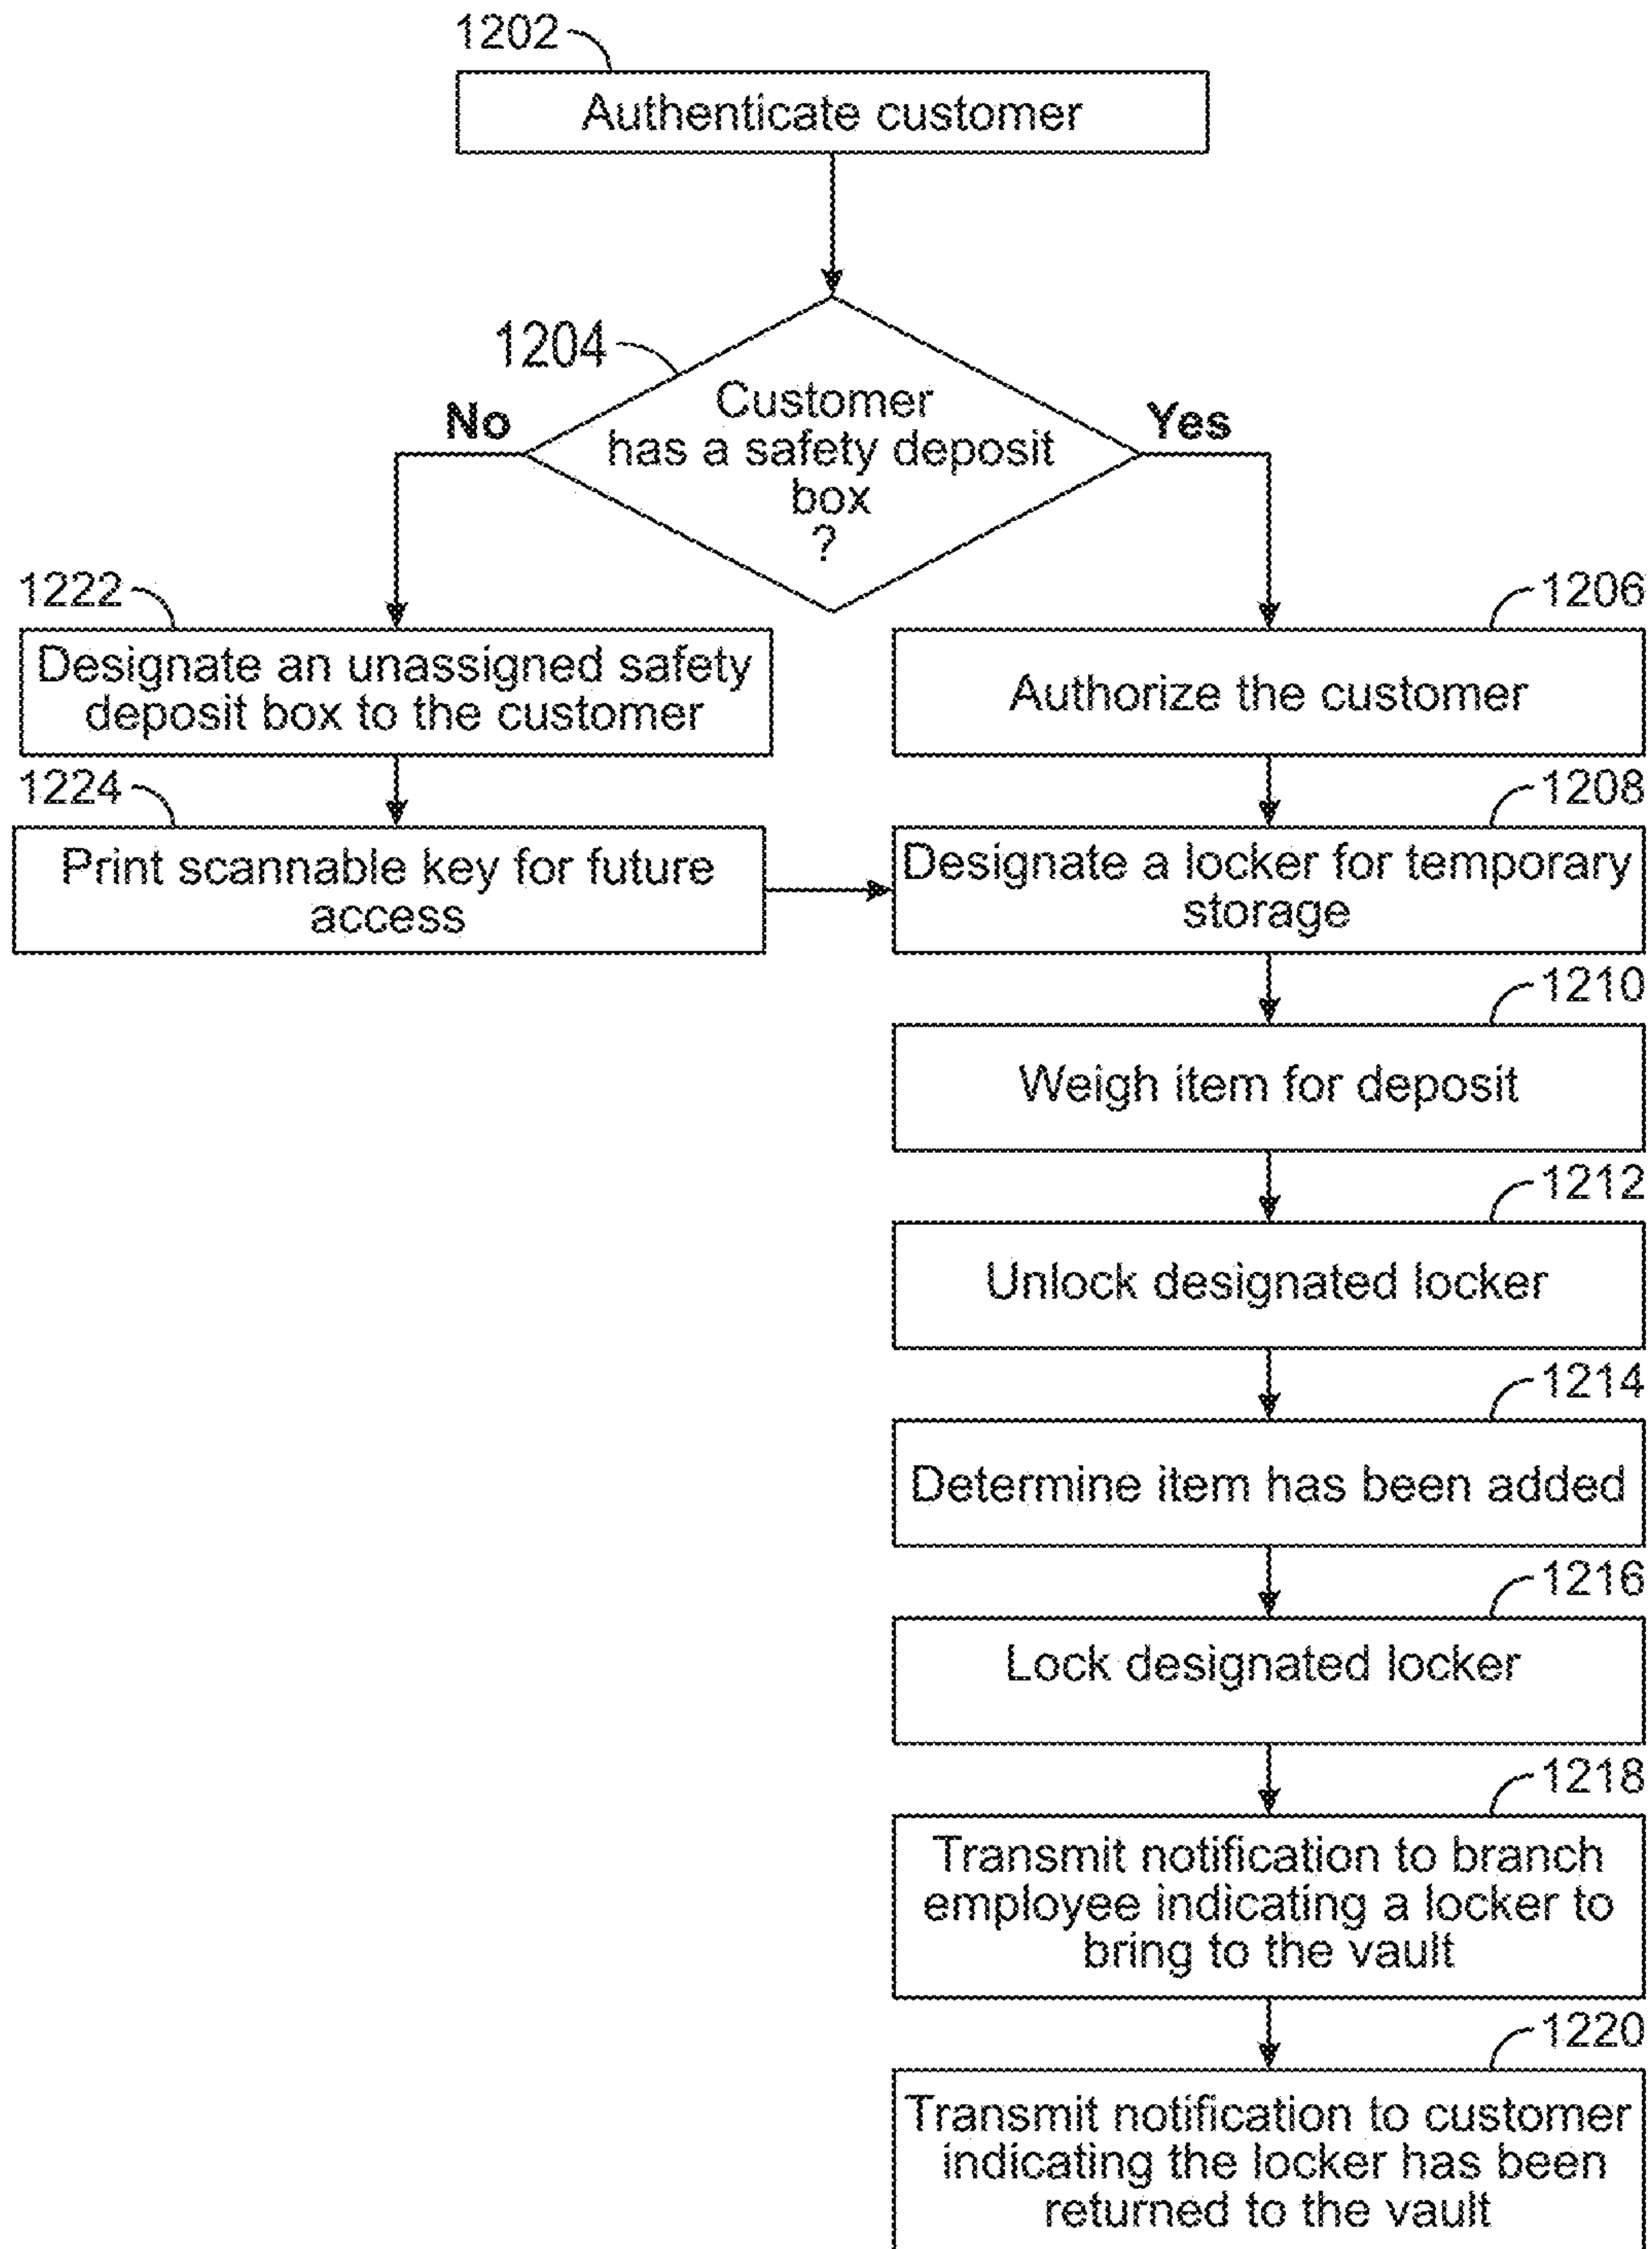 1202
Authenticate customer
1204
Customer
has a safety deposit
box
?
No
Yes
1222
Designate an unassigned safety
deposit box to the customer
1206
Authorize the customer
1224
Print scannable key for future
access
1208
Designate a locker for temporary
storage
1210
Weigh item for deposit
1212
Unlock designated locker
1214
Determine item has been added
1216
Lock designated locker
1218
Transmit notification to branch
employee indicating a locker to
bring to the vault
1220
Transmit notification to customer
indicating the locker has been
returned to the vault